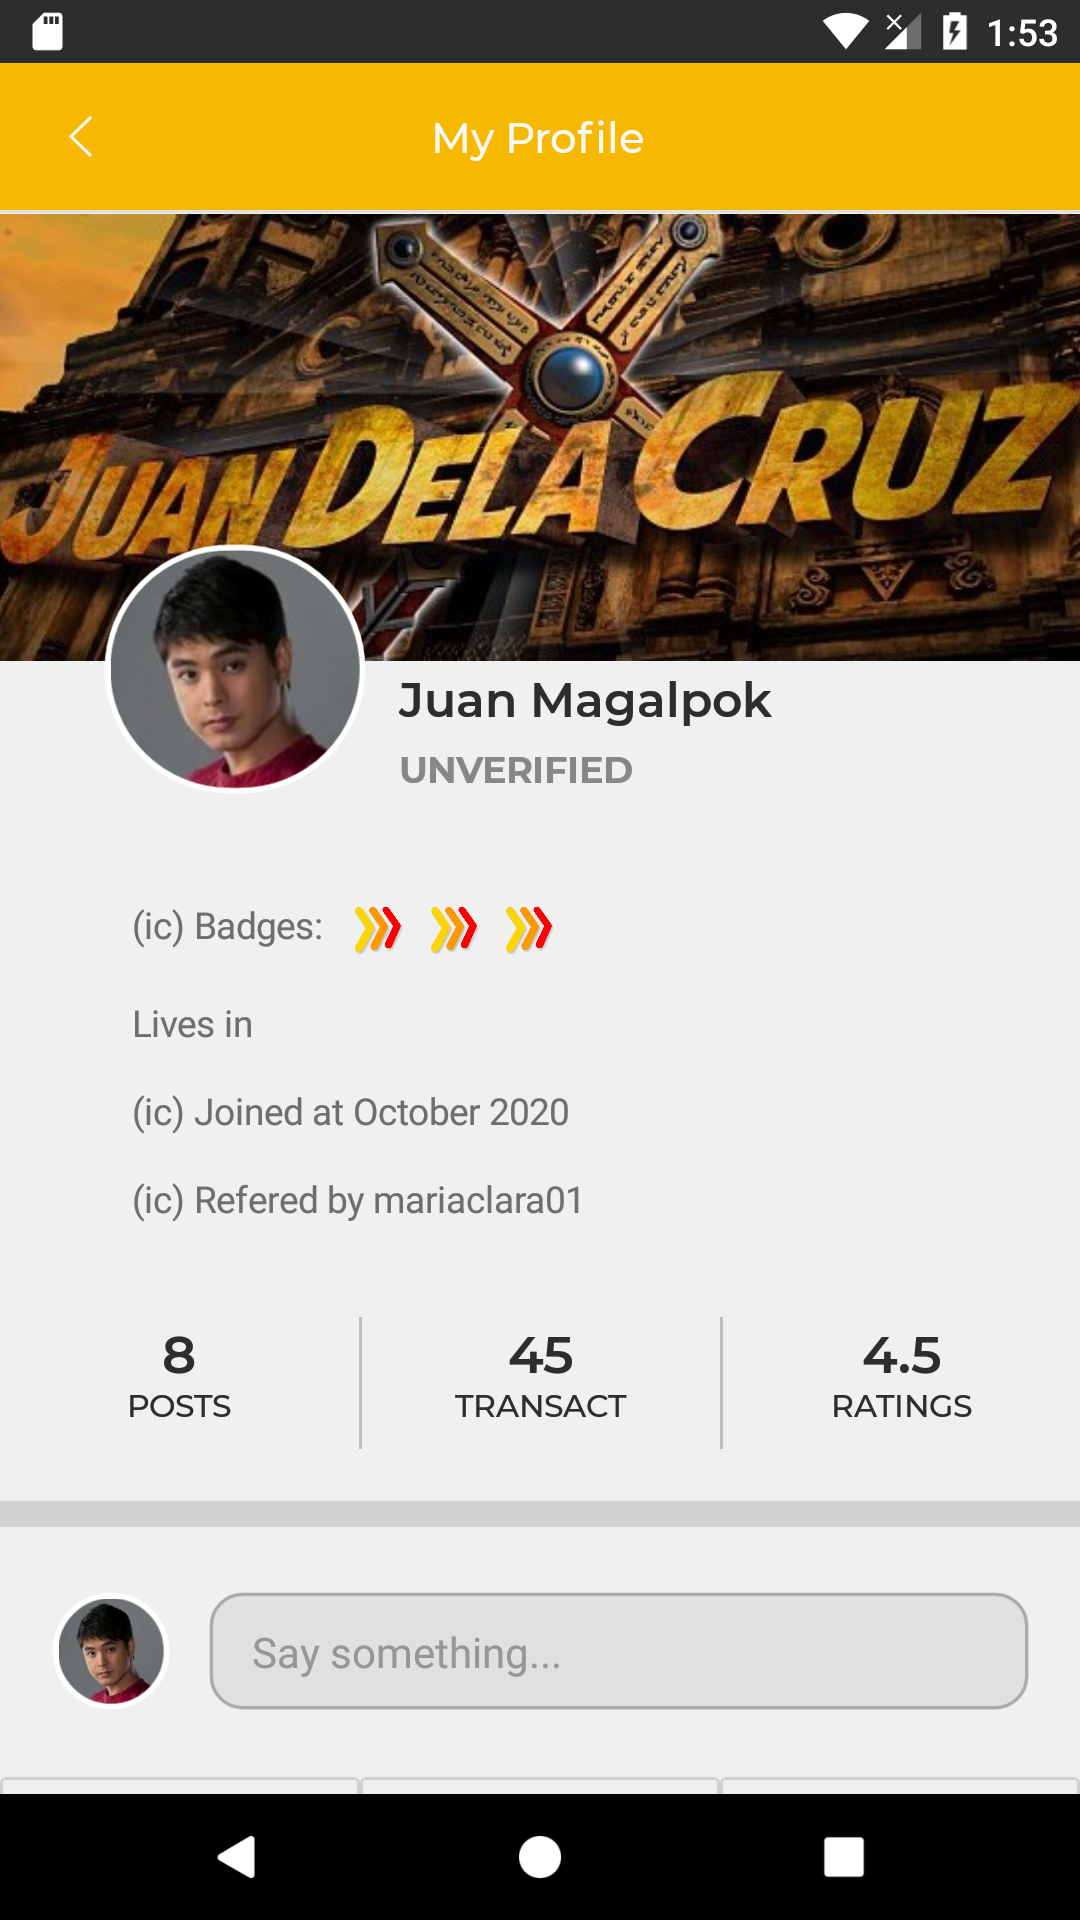 1:53
My Profile
JUAN DELA CRUZ
Juan Magalpok
UNVERIFIED
(ic) Badges:
Lives in
(ic) Joined at October 2020
(ic) Refered by mariaclara01
8 45 4.5
POSTS TRANSACT RATINGS
Say something...